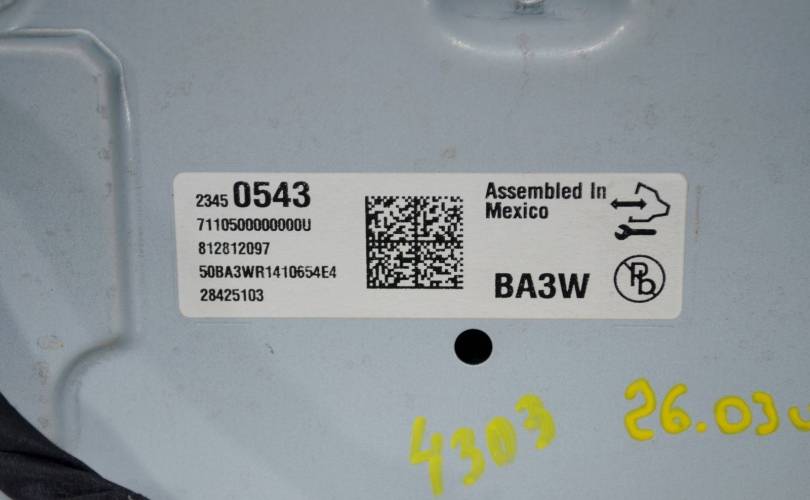 2345 0543
7110500000000U
812812097
50BA3WR1410654E4
28425103
Assembled In
Mexico
BA3W
Pb
4303
26.03